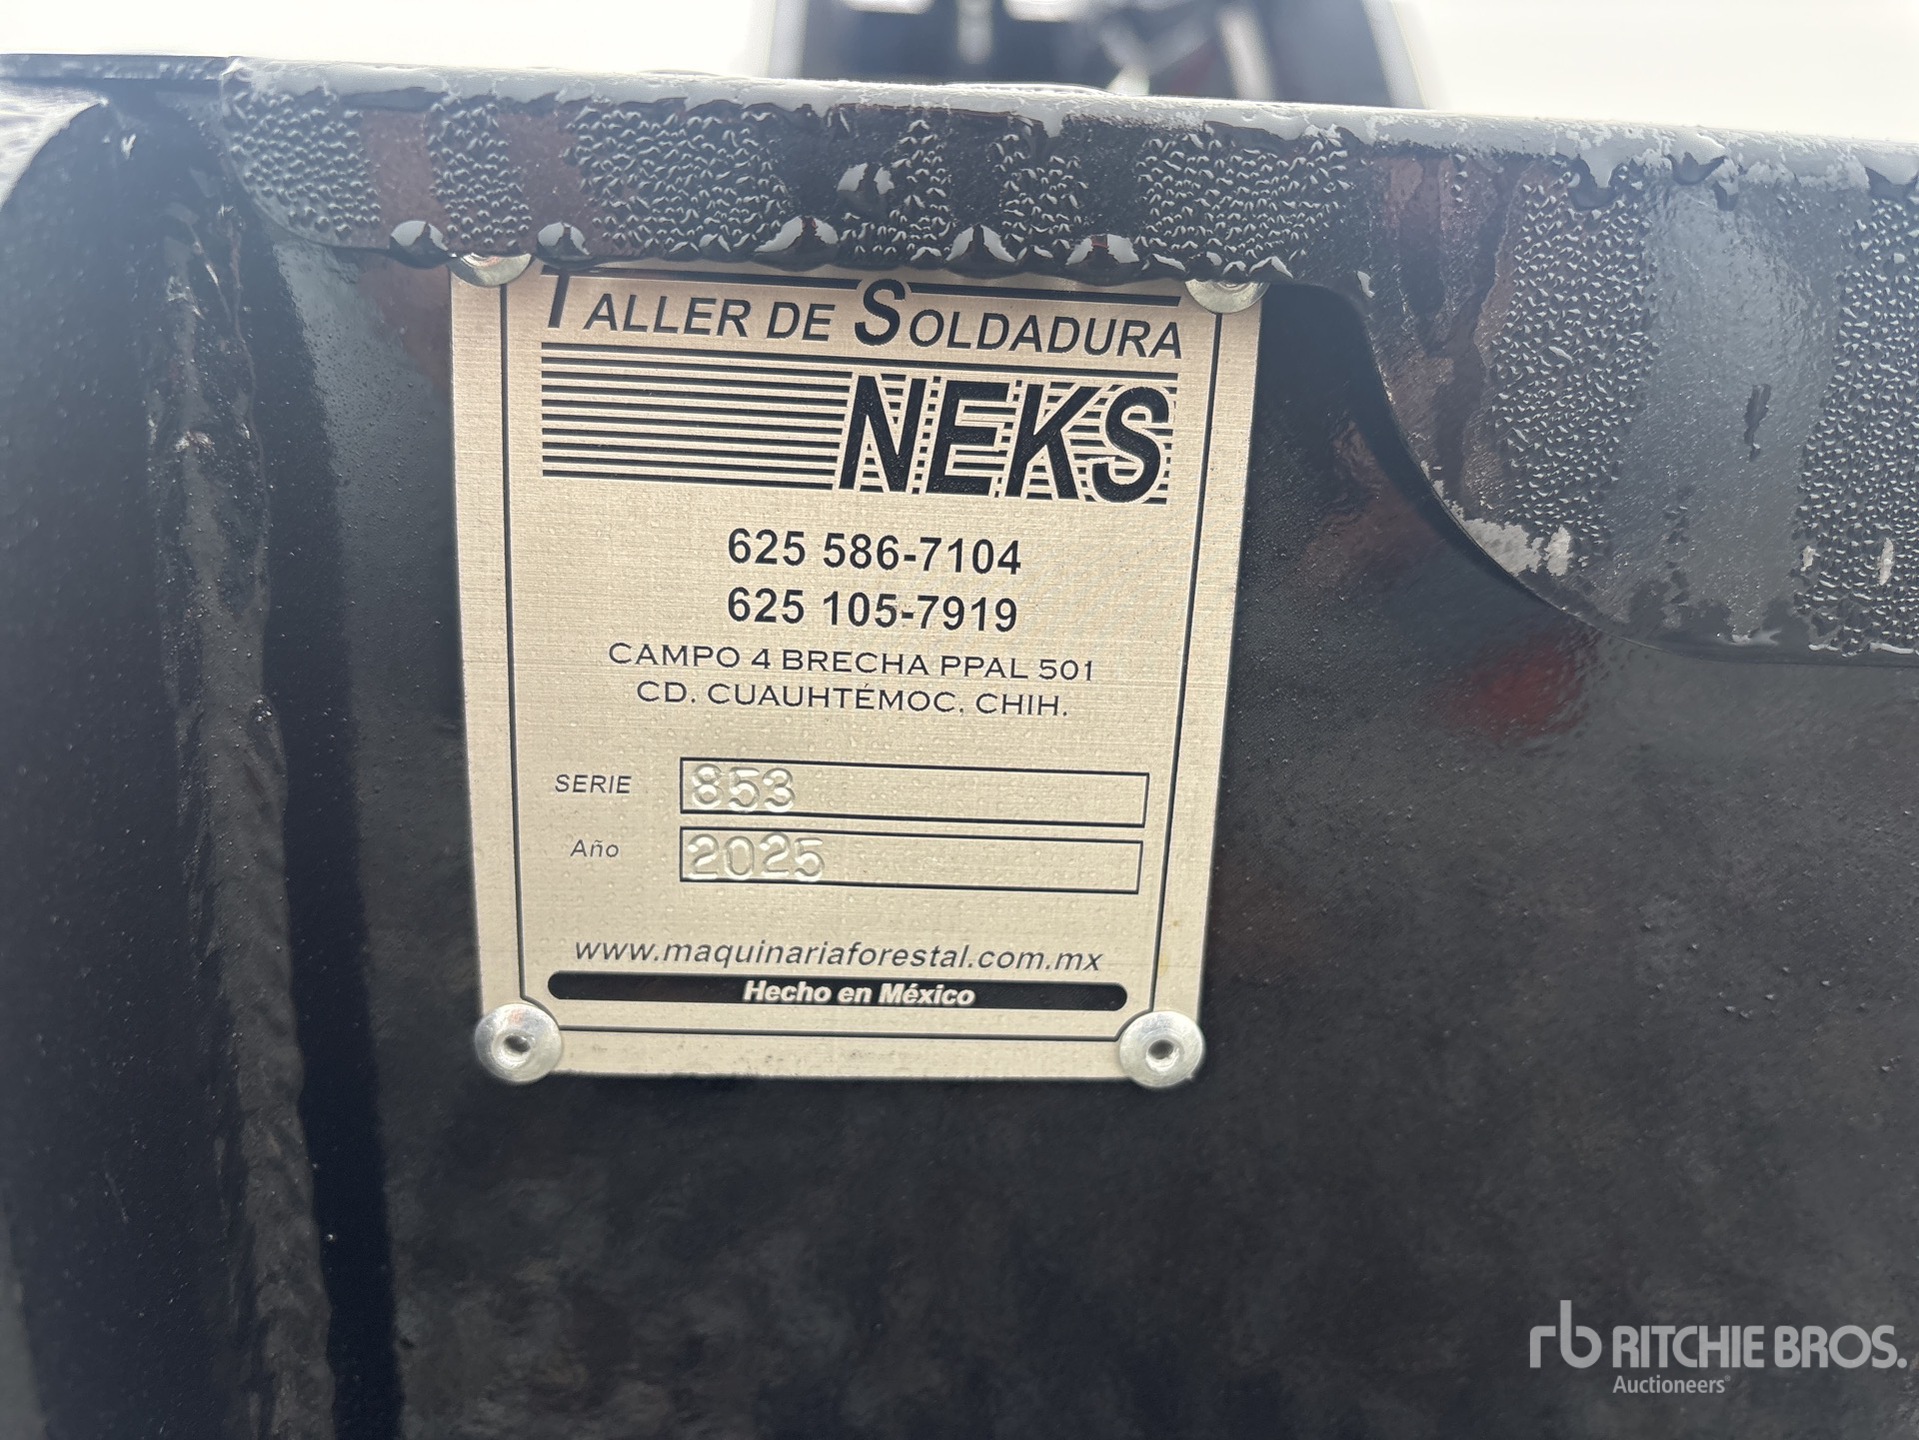 TALLER DE SOLDADURA
NEKS
625 586-7104
625 105-7919
CAMPO 4 BRECHA PPAL 501
CD. CUAUHTÉMOC, CHIH.
SERIE 853
Año 2025
www.maquinariaforestal.com.mx
Hecho en México
rb RITCHIE BROS.
Auctioneers